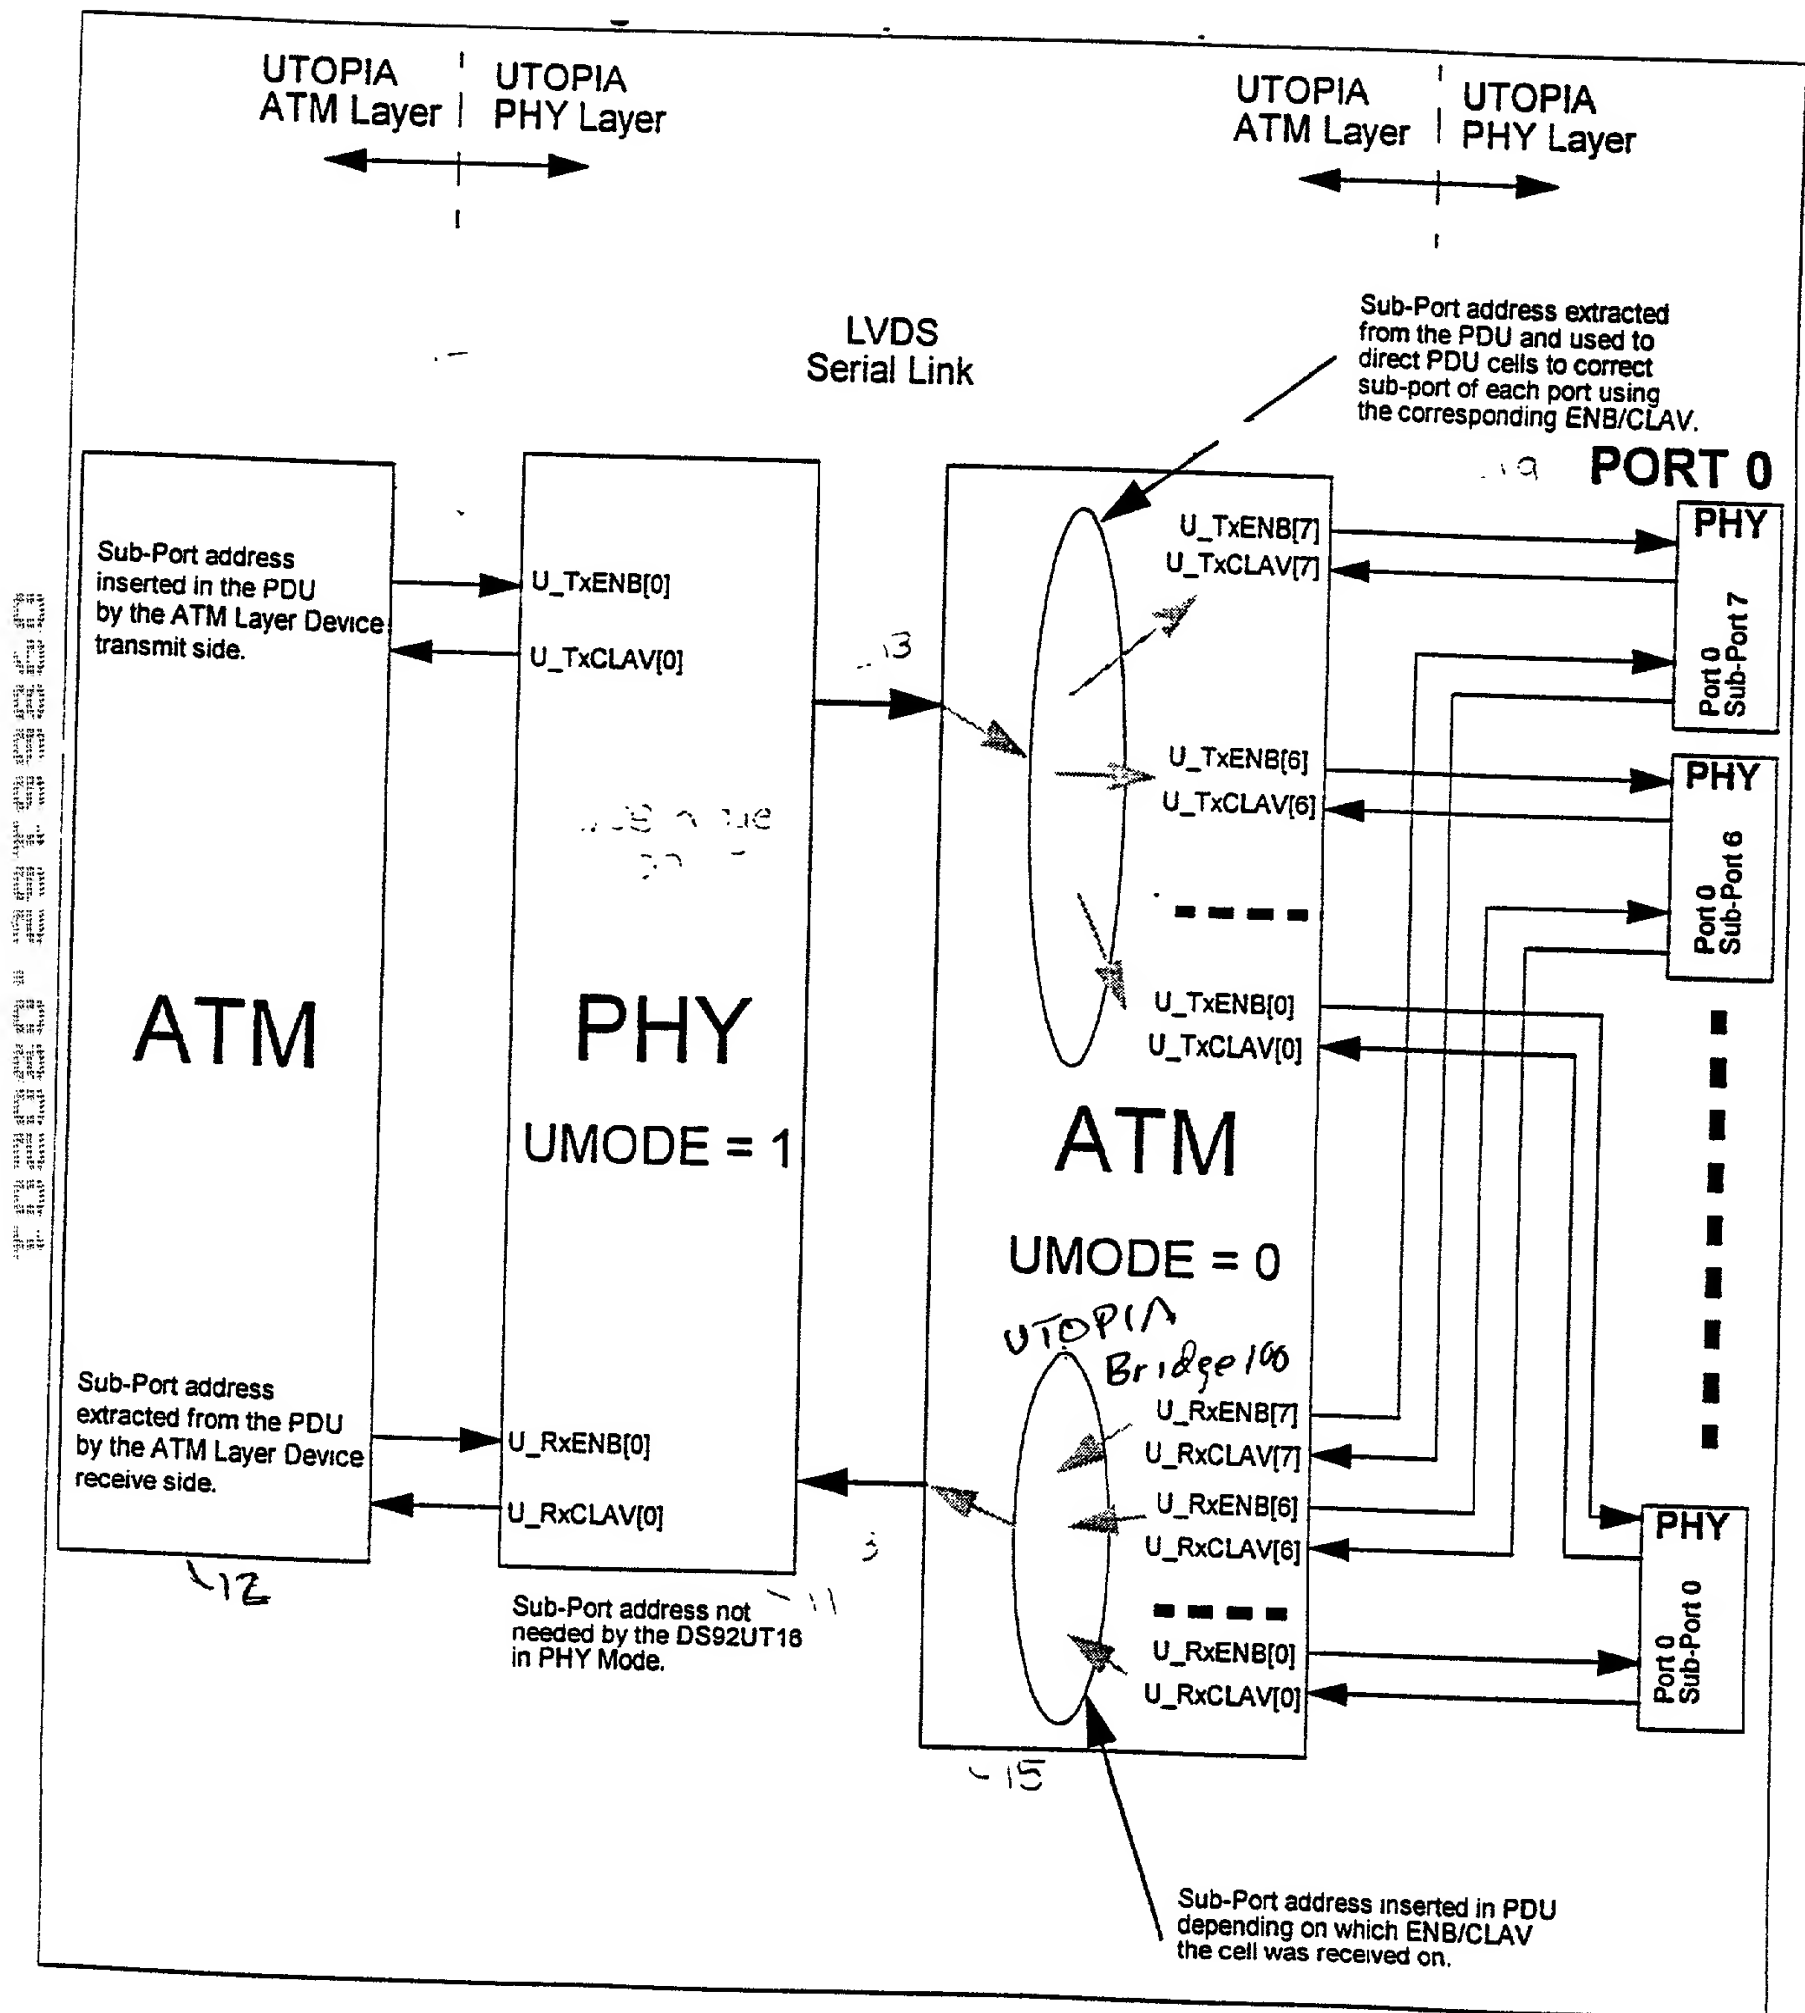 UTOPIA
ATM Layer
UTOPIA
PHY Layer
UTOPIA
ATM Layer
UTOPIA
PHY Layer
LVDS
Serial Link
Sub-Port address extracted
from the PDU and used to
direct PDU cells to correct
sub-port of each port using
the corresponding ENB/CLAV.
19
PORT 0
Sub-Port address
inserted in the PDU
by the ATM Layer Device
transmit side.
ATM
Sub-Port address
extracted from the PDU
by the ATM Layer Device
receive side.
12
U_TxENB[0]
U_TxCLAV[0]
PHY
UMODE = 1
U_RxENB[0]
U_RxCLAV[0]
11
Sub-Port address not
needed by the DS92UT16
in PHY Mode.
13
U_TxENB[7]
U_TxCLAV[7]
U_TxENB[6]
U_TxCLAV[6]
U_TxENB[0]
U_TxCLAV[0]
ATM
UMODE = 0
UTOPIA
Bridge 100
U_RxENB[7]
U_RxCLAV[7]
U_RxENB[6]
U_RxCLAV[6]
U_RxENB[0]
U_RxCLAV[0]
15
PHY
Port 0
Sub-Port 7
PHY
Port 0
Sub-Port 6
PHY
Port 0
Sub-Port 0
Sub-Port address inserted in PDU
depending on which ENB/CLAV
the cell was received on.